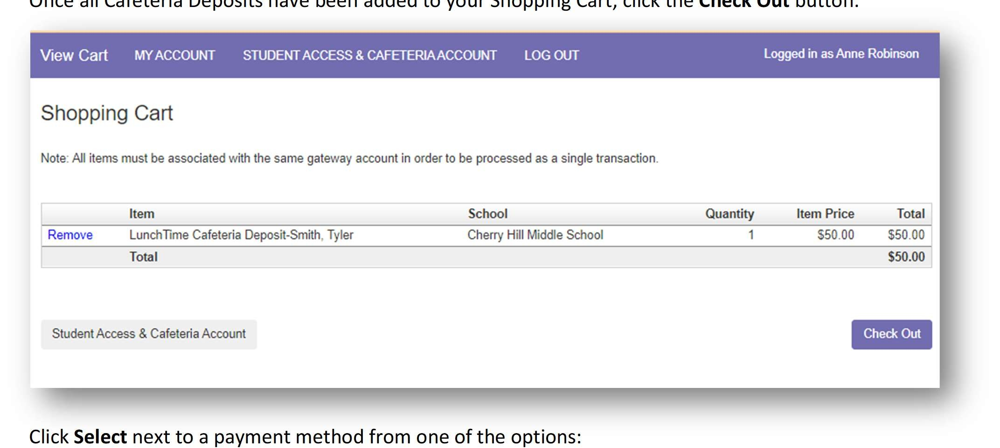 Once all Cafeteria Deposits have been added to your Shopping Cart, click the Check Out button.
View Cart MY ACCOUNT STUDENT ACCESS & CAFETERIA ACCOUNT LOG OUT Logged in as Anne Robinson
Shopping Cart
Note: All items must be associated with the same gateway account in order to be processed as a single transaction.
Item School Quantity Item Price Total
Remove LunchTime Cafeteria Deposit-Smith, Tyler Cherry Hill Middle School 1 $50.00 $50.00
Total $50.00
Student Access & Cafeteria Account Check Out
Click Select next to a payment method from one of the options: